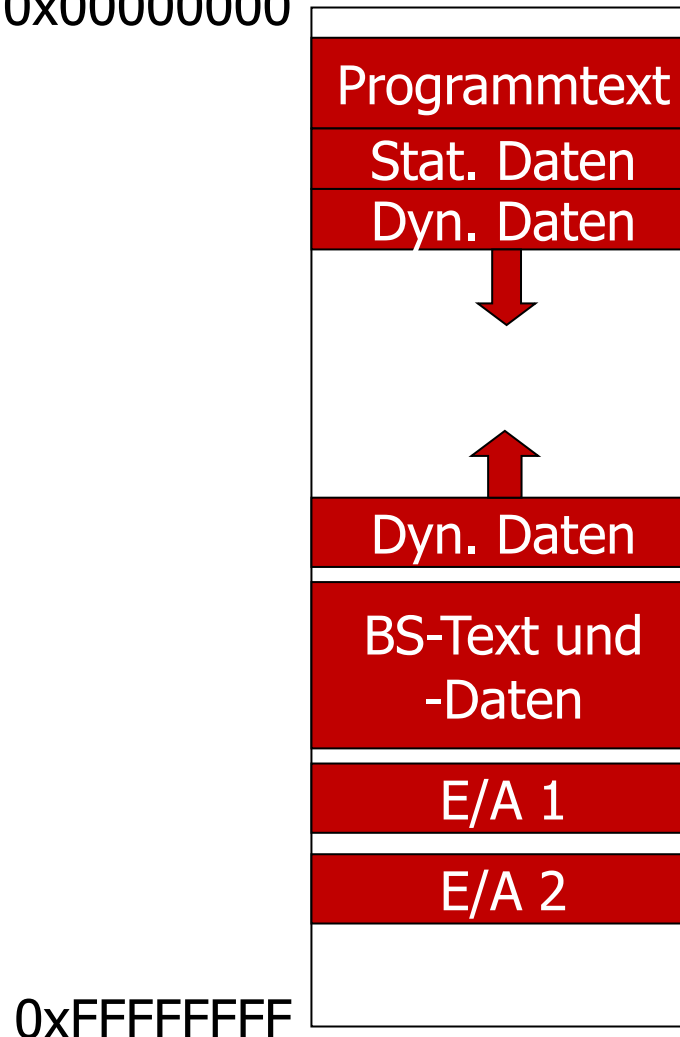 0x00000000
Programmtext
Stat. Daten
Dyn. Daten
Dyn. Daten
BS-Text und
-Daten
E/A 1
E/A 2
0xFFFFFFFF